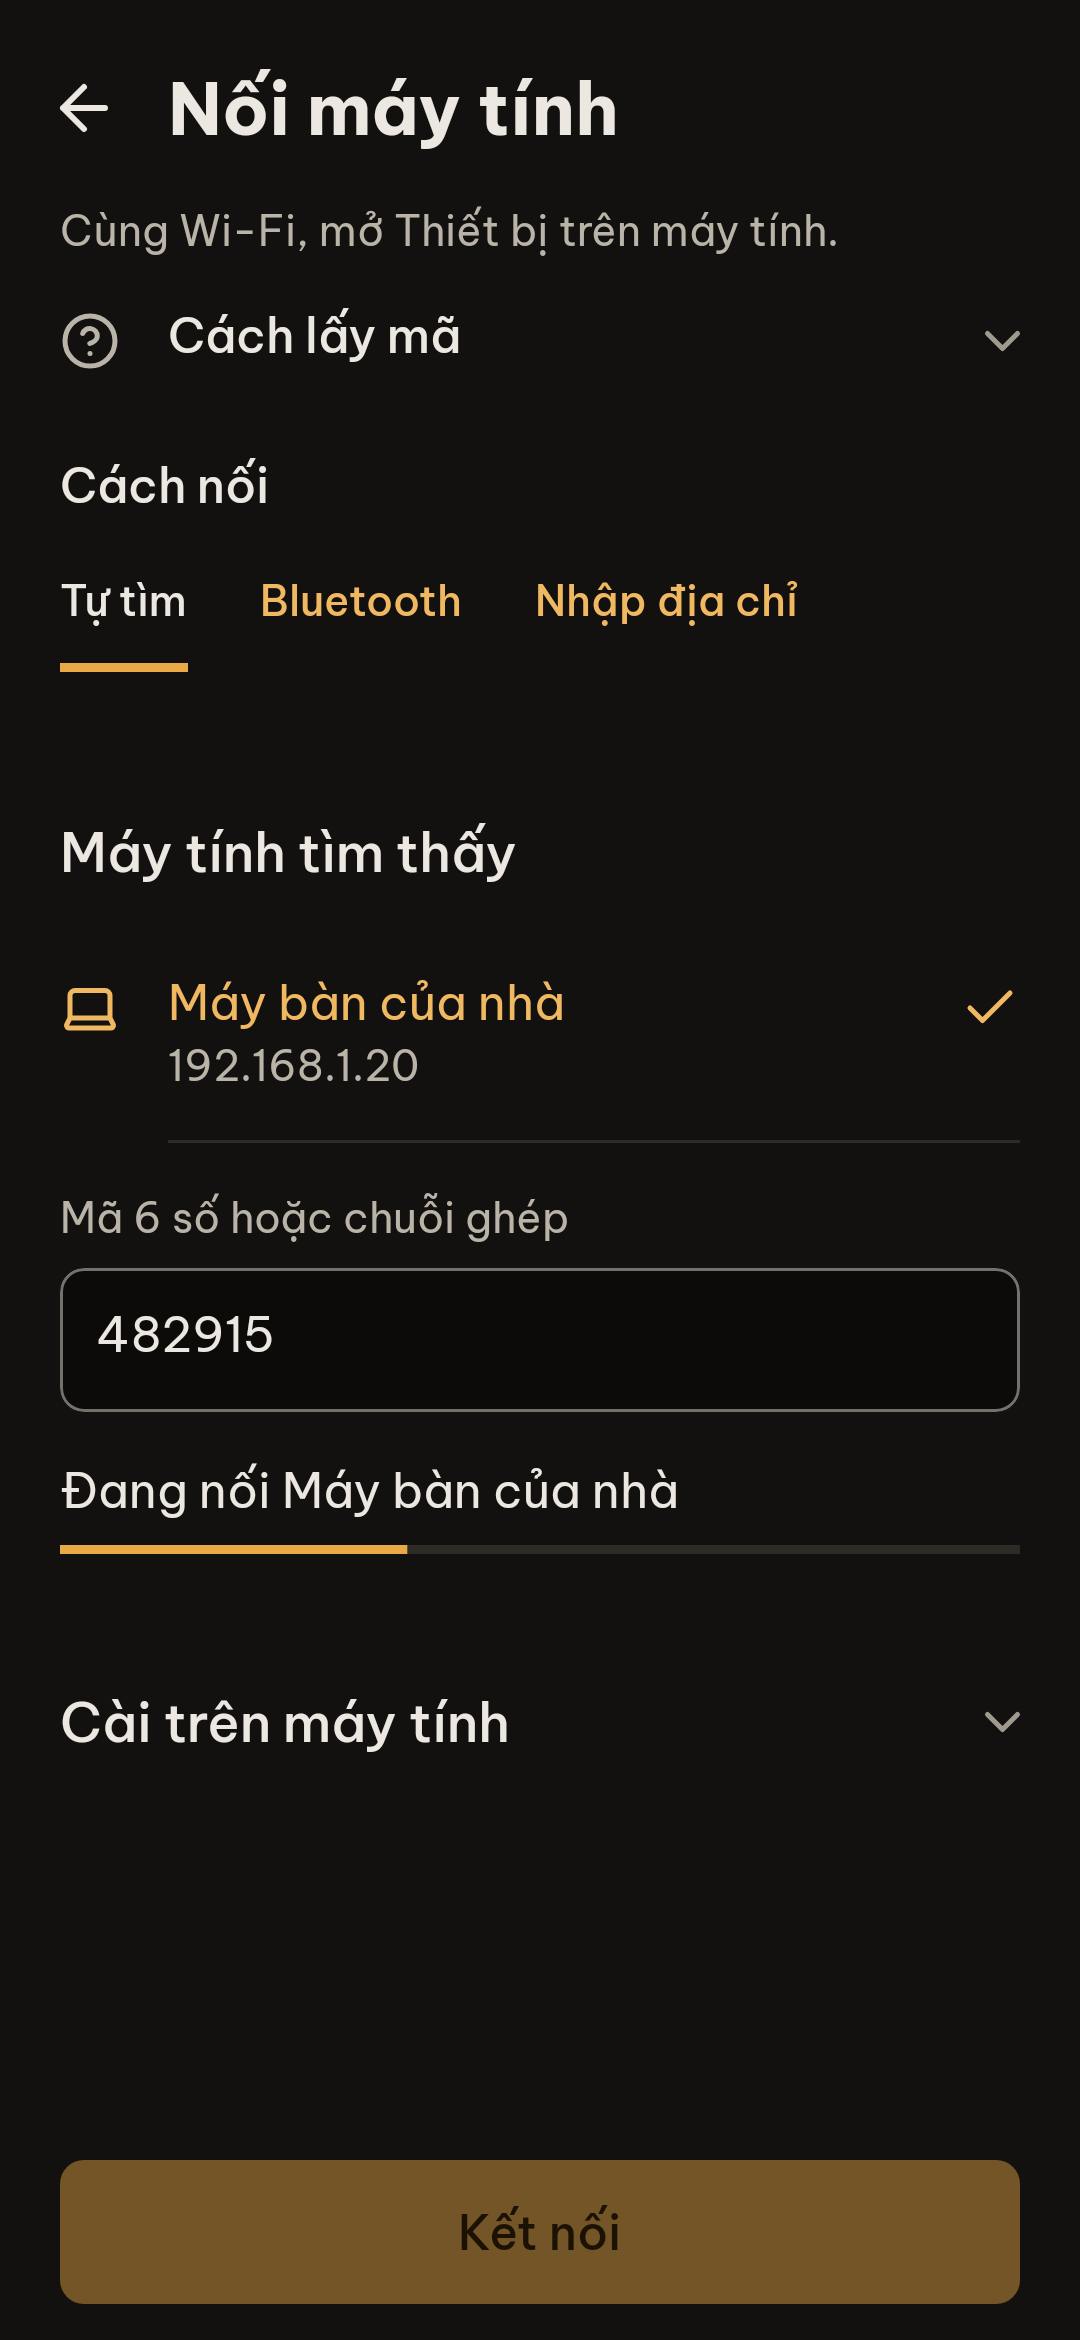 Nối máy tính
Cùng Wi-Fi, mở Thiết bị trên máy tính.
Cách lấy mã
Cách nối
Tự tìm
Bluetooth
Nhập địa chỉ
Máy tính tìm thấy
Máy bàn của nhà
192.168.1.20
Mã 6 số hoặc chuỗi ghép
482915
Đang nối Máy bàn của nhà
Cài trên máy tính
Kết nối